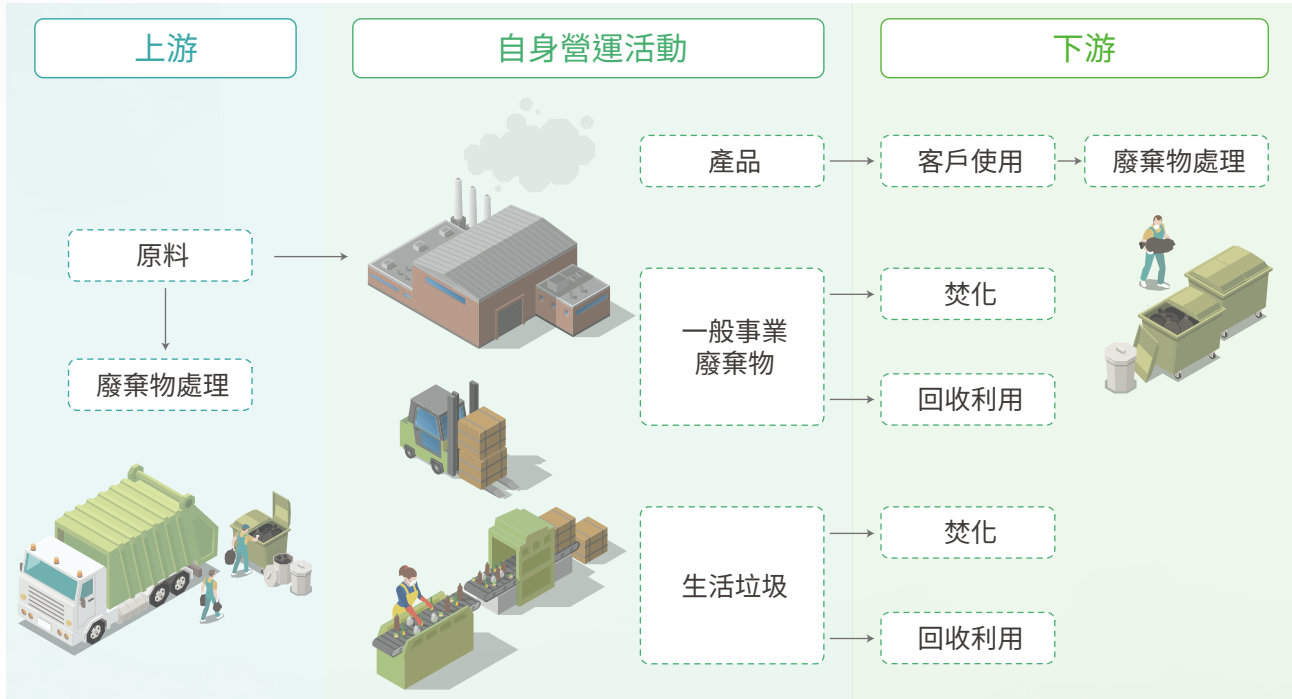 上游
自身營運活動
下游
原料
廢棄物處理
產品
客戶使用
廢棄物處理
一般事業
廢棄物
焚化
回收利用
生活垃圾
焚化
回收利用